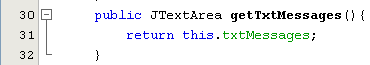 30 public JTextArea getTxtMessages(){
31 return this.txtMessages;
32 }